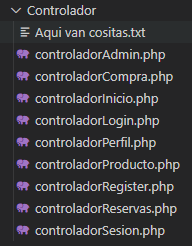 Controlador
Aqui van cositas.txt
controladorAdmin.php
controladorCompra.php
controladorInicio.php
controladorLogin.php
controladorPerfil.php
controladorProducto.php
controladorRegister.php
controladorReservas.php
controladorSesion.php